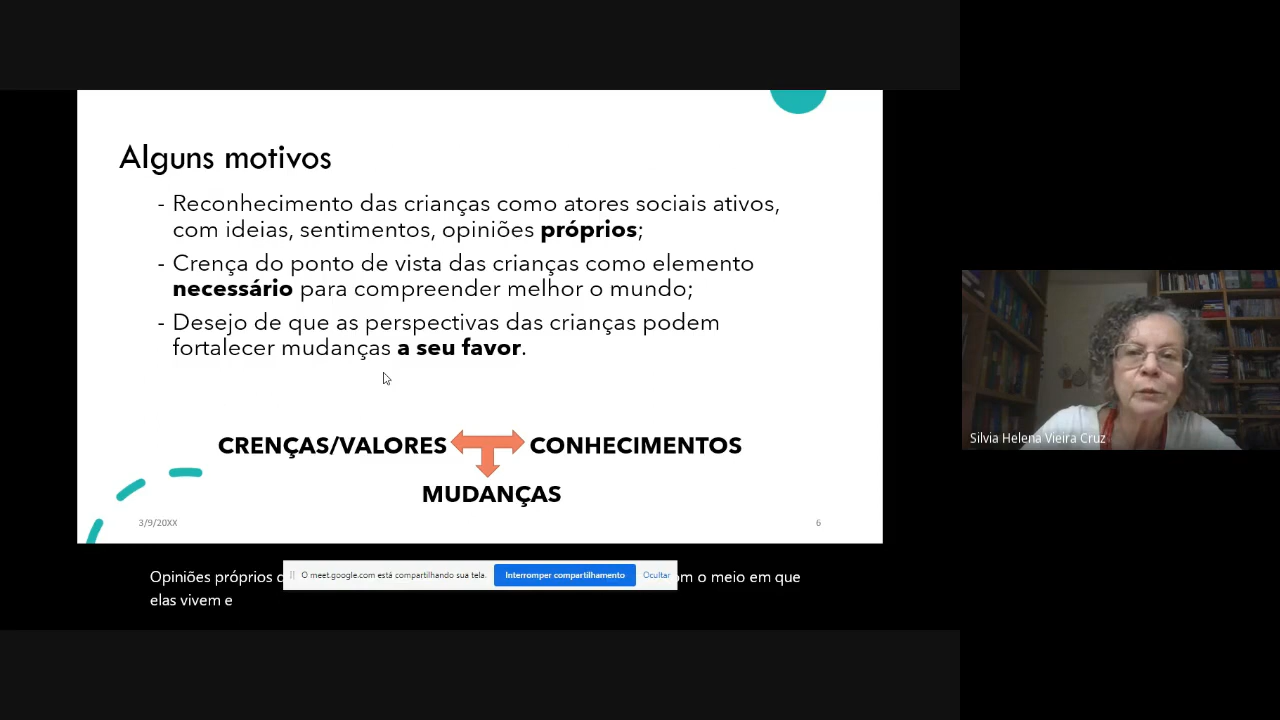 Alguns motivos
- Reconhecimento das crianças como atores sociais ativos,
com ideias, sentimentos, opiniões próprios;
- Crença do ponto de vista das crianças como elemento
necessário para compreender melhor o mundo;
- Desejo de que as perspectivas das crianças podem
fortalecer mudanças a seu favor.
CRENÇAS/VALORES CONHECIMENTOS
MUDANÇAS
3/9/20XX 6
Silvia Helena Vieira Cruz
Opiniões próprios o meio em que
elas vivem e
O meet.google.com está compartilhando sua tela. Interromper compartilhamento Ocultar